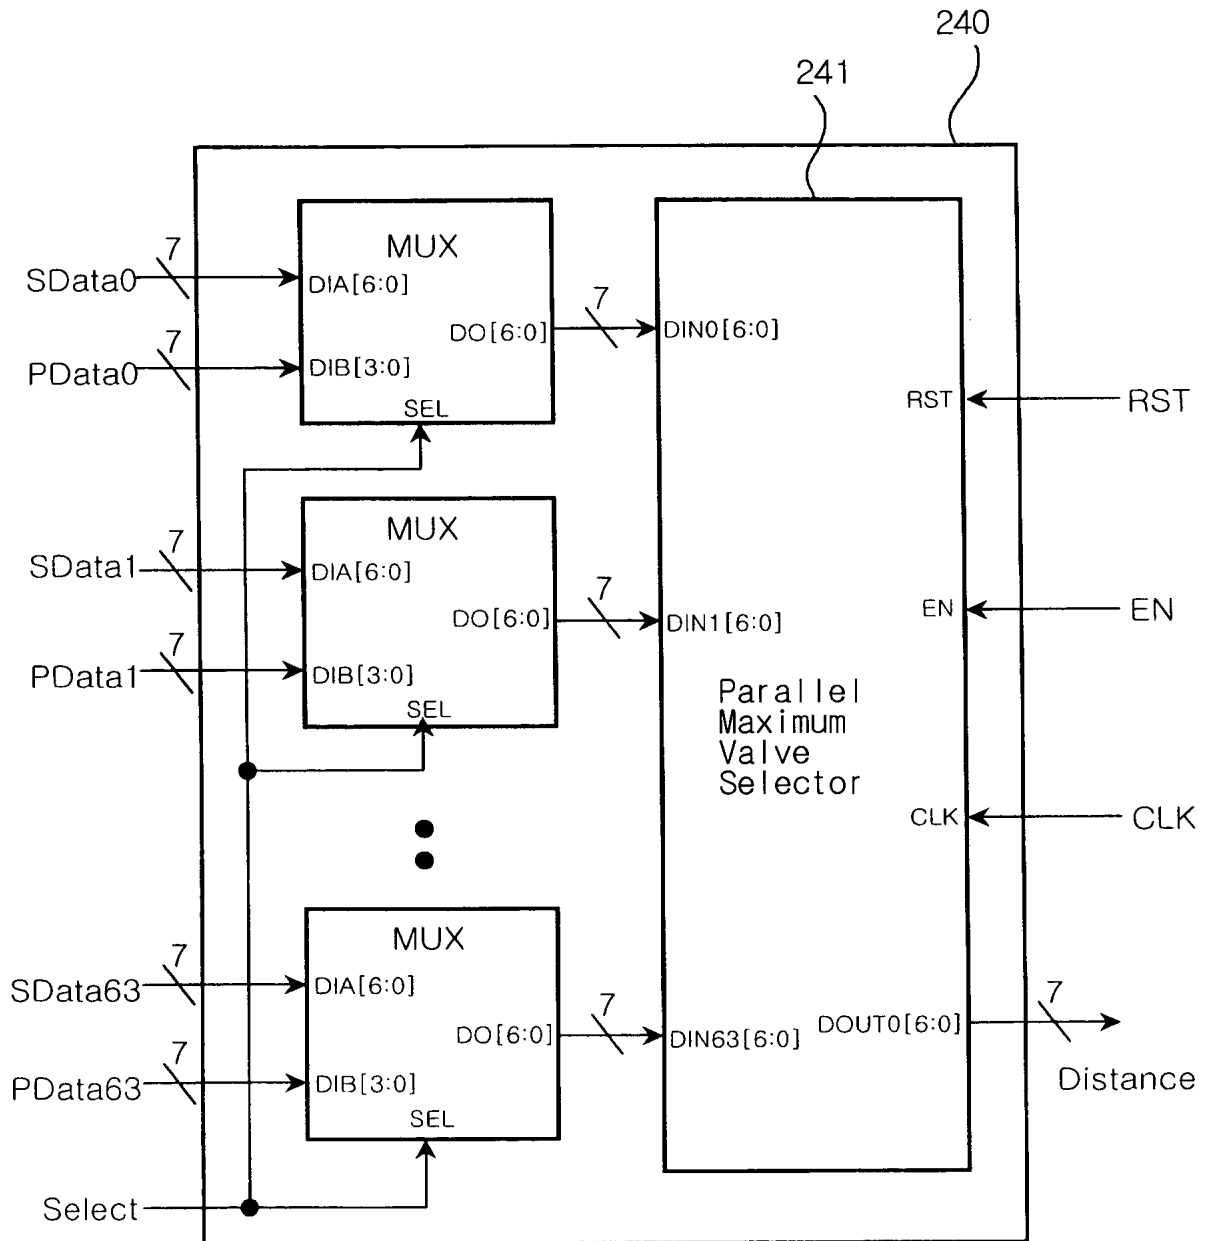 240
241
MUX
7
SData0
DIA[6:0]
7
DO[6:0]
7
DIN0[6:0]
PData0
DIB[3:0]
SEL
RST
RST
MUX
7
SData1
DIA[6:0]
7
DO[6:0]
7
DIN1[6:0]
EN
EN
PData1
DIB[3:0]
SEL
Parallel
Maximum
Valve
Selector
CLK
CLK
MUX
7
SData63
DIA[6:0]
7
DO[6:0]
7
DIN63[6:0]
DOUT0[6:0]
7
PData63
DIB[3:0]
Distance
SEL
Select